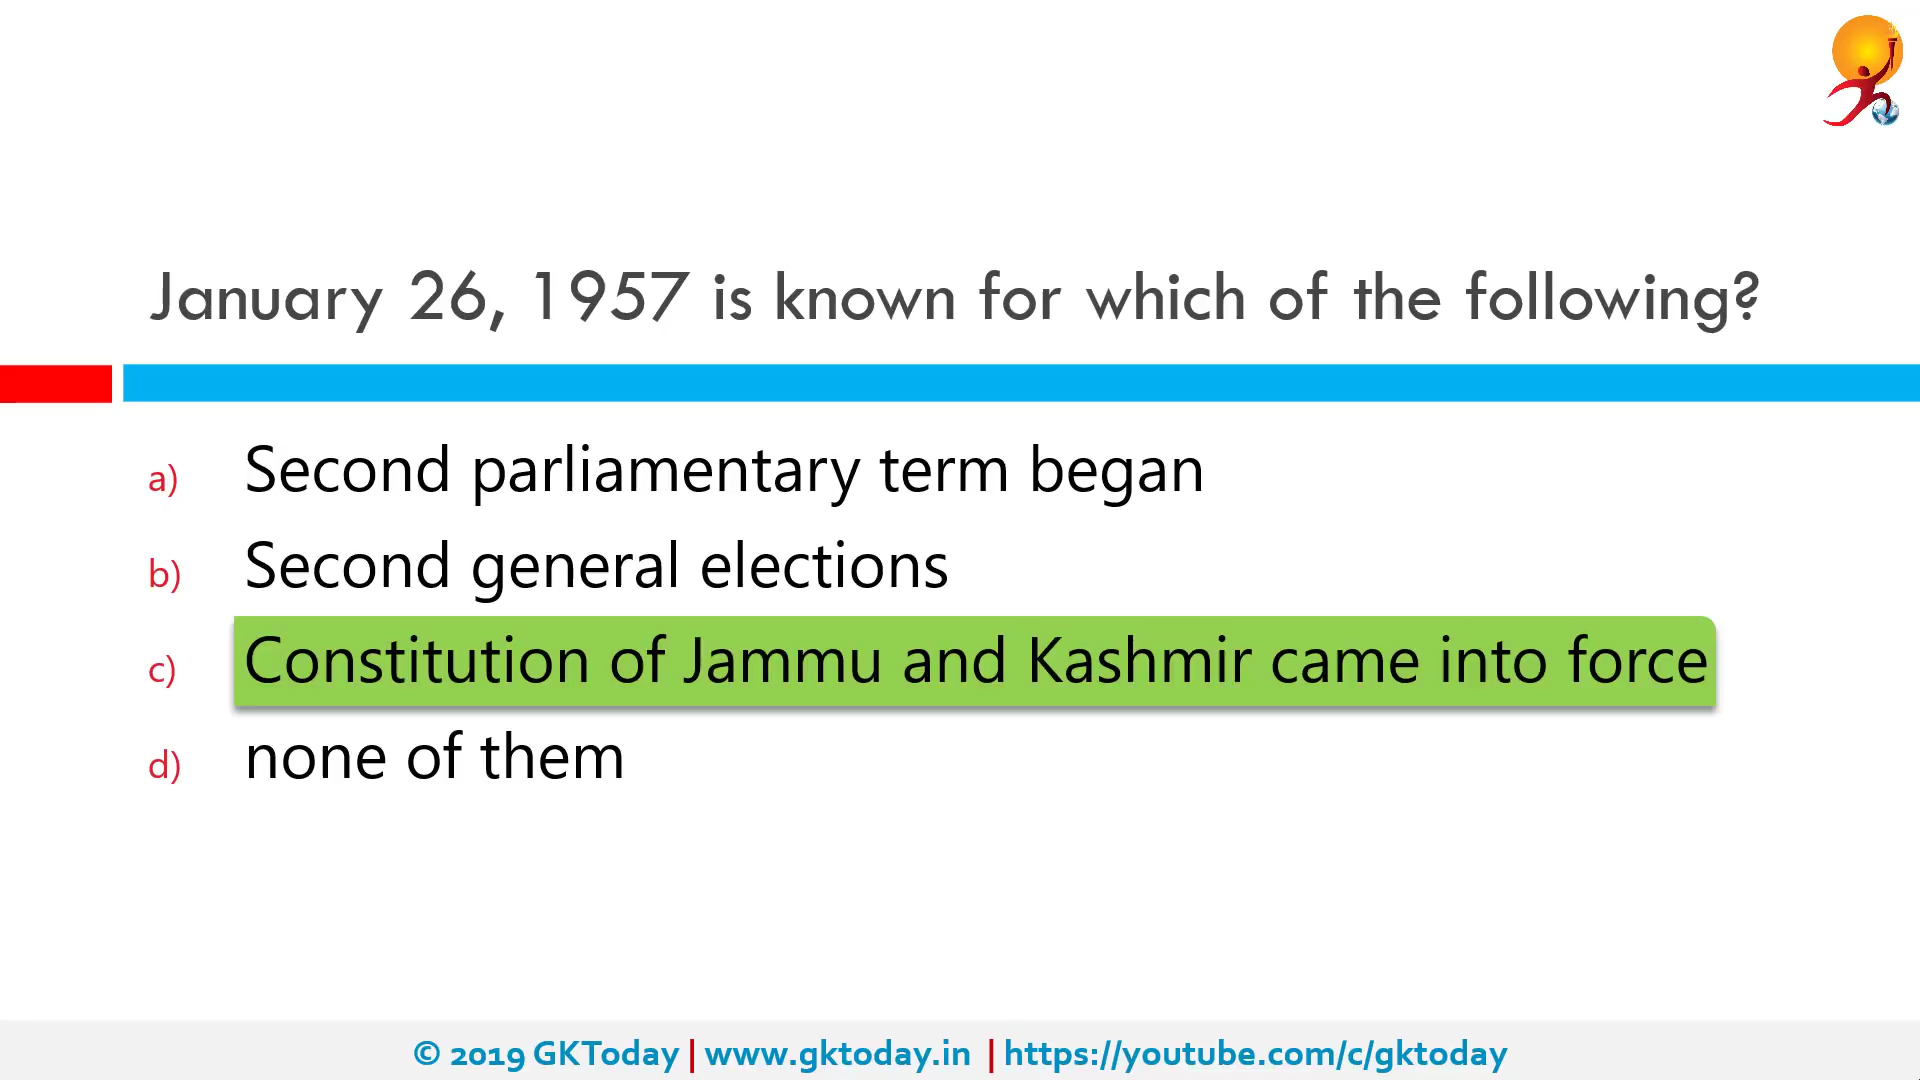 January 26, 1957 is known for which of the following?
a) Second parliamentary term began
b) Second general elections
c) Constitution of Jammu and Kashmir came into force
d) none of them
© 2019 GKToday | www.gktoday.in | https://youtube.com/c/gktoday